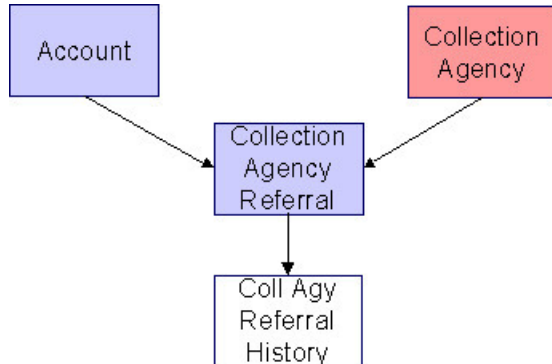 Account
Collection
Agency
Collection
Agency
Referral
Coll Agy
Referral
History